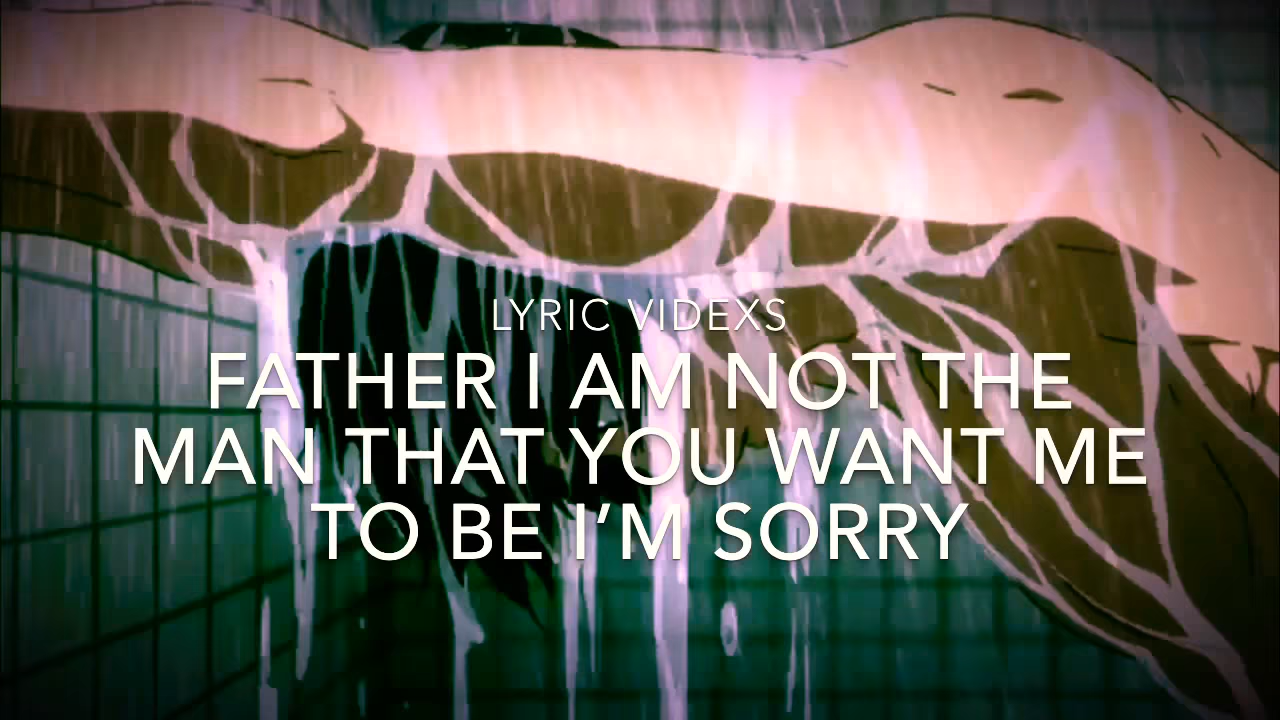 LYRIC VIDEXS
FATHER I AM NOT THE
MAN THAT YOU WANT ME
TO BE I’M SORRY